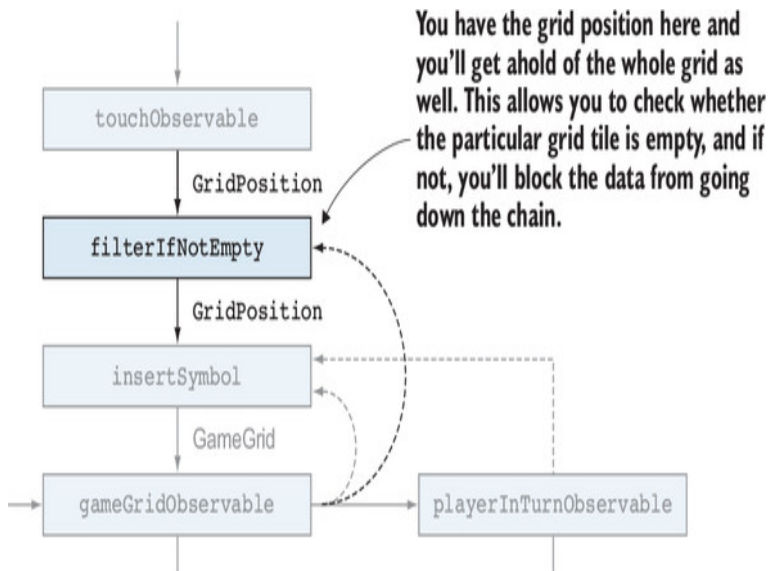 You have the grid position here and
you'll get ahold of the whole grid as
well. This allows you to check whether
the particular grid tile is empty, and if
not, you'll block the data from going
down the chain.
touchObservable
GridPosition
filterIfNotEmpty
GridPosition
insertSymbol
GameGrid
gameGridObservable
playerInTurnObservable